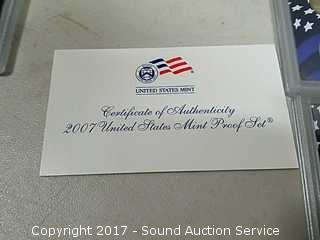 UNITED STATES MINT
Certificate of Authenticity
2007 United States Mint Proof Set®
Copyright 2017 - Sound Auction Service